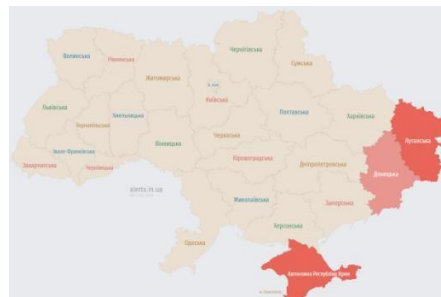 Чернігівська
Волинська
Рівненська
Сумська
Житомирська
м. Київ
Київська
Львівська
Полтавська
Харківська
Луганська
Тернопільська
Хмельницька
Черкаська
Івано-Франківська
Вінницька
Кіровоградська
Дніпропетровська
Донецька
Закарпатська
Чернівецька
alerts.in.ua
Миколаївська
Запорізька
Херсонська
Одеська
Автономна Республіка Крим